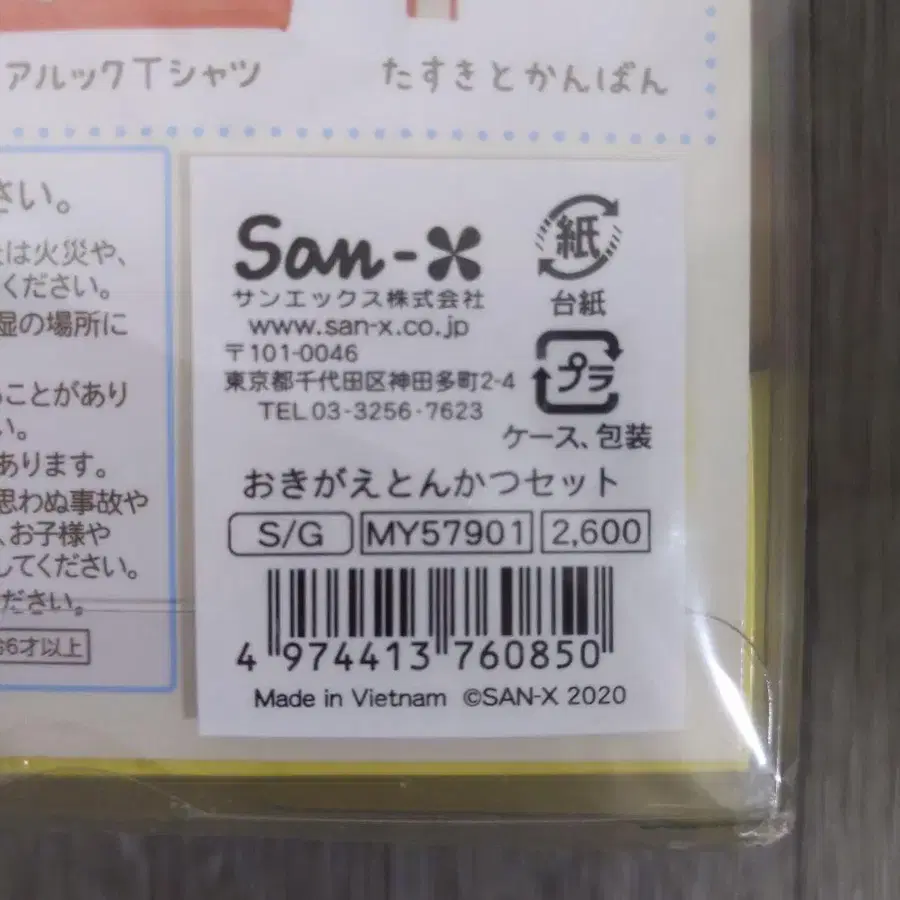 アルックTシャツ
たすきとかんばん
さい。
は火災や、
ください。
湿の場所に
ことがあり
い。
あります。
思わぬ事故や
、お子様や
してください。
ださい。
6才以上
San-X
サンエックス株式会社
www.san-x.co.jp
〒101-0046
東京都千代田区神田多町2-4
TEL 03-3256-7623
紙
台紙
プラ
ケース、包装
おきがえとんかつセット
S/G MY57901 2,600
4 974413 760850
Made in Vietnam ©SAN-X 2020